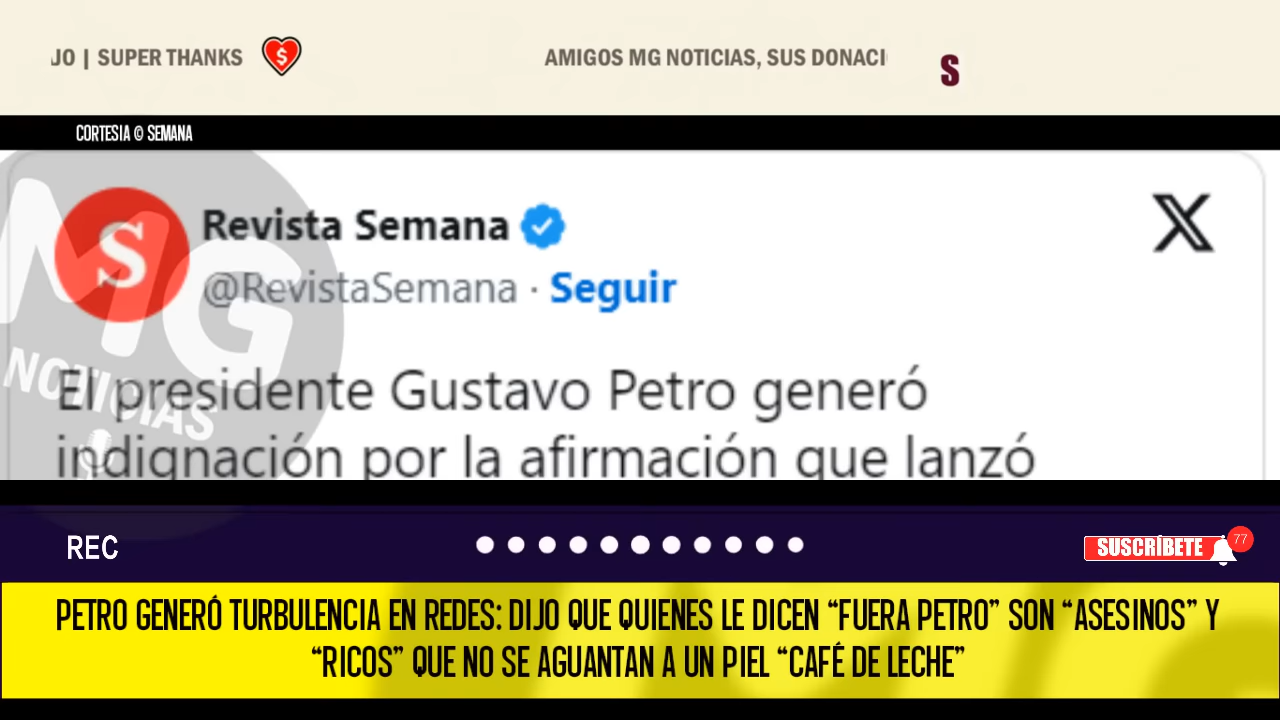 JO | SUPER THANKS $ AMIGOS MG NOTICIAS, SUS DONACI
S
CORTESIA © SEMANA
S Revista Semana X
@RevistaSemana · Seguir
MG
NOTICIAS
El presidente Gustavo Petro generó
indignación por la afirmación que lanzó
REC
SUSCRÍBETE 77
PETRO GENERÓ TURBULENCIA EN REDES: DIJO QUE QUIENES LE DICEN “FUERA PETRO” SON “ASESINOS” Y
“RICOS” QUE NO SE AGUANTAN A UN PIEL “CAFÉ DE LECHE”